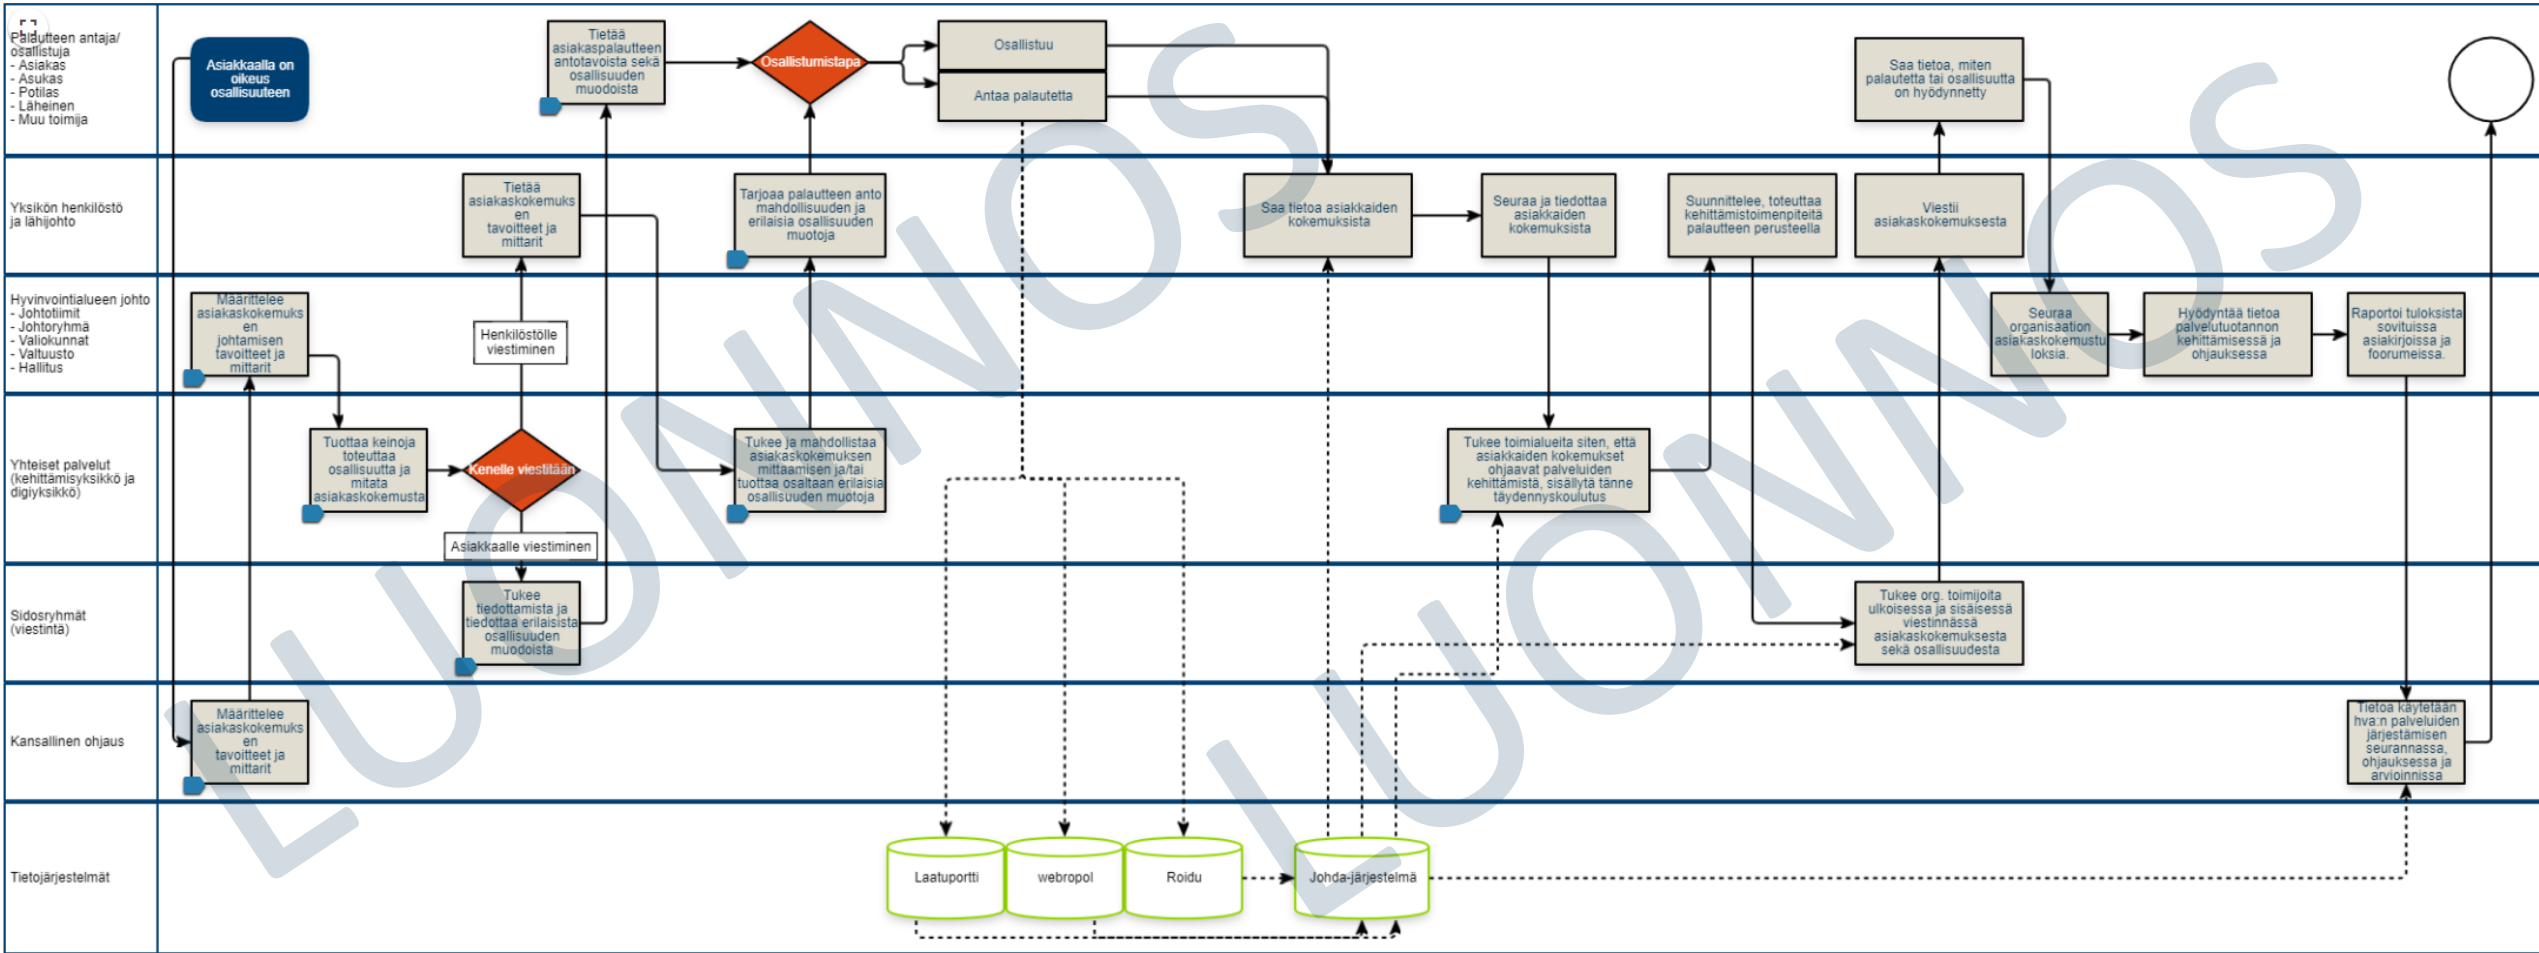 Palautteen antaja/
osallistuja
- Asiakas
- Asukas
- Potilas
- Läheinen
- Muu toimija
Asiakkaalla on
oikeus
osallisuuteen
Tietää
asiakaspalautteen
antotavoista sekä
osallisuuden
muodoista
Osallistumistapa
Osallistuu
Antaa palautetta
Saa tietoa, miten
palautetta tai osallisuutta
on hyödynnetty
Yksikön henkilöstö
ja lähijohto
Tietää
asiakaskokemuks
en
tavoitteet ja
mittarit
Tarjoaa palautteen anto
mahdollisuuden ja
erilaisia osallisuuden
muotoja
Saa tietoa asiakkaiden
kokemuksista
Seuraa ja tiedottaa
asiakkaiden
kokemuksista
Suunnittelee, toteuttaa
kehittämistoimenpiteitä
palautteen perusteella
Viestii
asiakaskokemuksesta
Hyvinvointialueen johto
- Johtotiimit
- Johtoryhmä
- Valiokunnat
- Valtuusto
- Hallitus
Määrittelee
asiakaskokemuks
en
johtamisen
tavoitteet ja
mittarit
Henkilöstölle
viestiminen
Seuraa
organisaation
asiakaskokemustu
loksia.
Hyödyntää tietoa
palvelutuotannon
kehittämisessä ja
ohjauksessa
Raportoi tuloksista
sovituissa
asiakirjoissa ja
foorumeissa.
Yhteiset palvelut
(kehittämisyksikkö ja
digiyksikkö)
Tuottaa keinoja
toteuttaa
osallisuutta ja
mitata
asiakaskokemusta
Kenelle viestitään
Asiakkaalle viestiminen
Tukee ja mahdollistaa
asiakaskokemuksen
mittaamisen ja/tai
tuottaa osaltaan erilaisia
osallisuuden muotoja
Tukee toimialueita siten, että
asiakkaiden kokemukset
ohjaavat palveluiden
kehittämistä, sisällytä tänne
täydennyskoulutus
Sidosryhmät
(viestintä)
Tukee
tiedottamista ja
tiedottaa erilaisista
osallisuuden
muodoista
Tukee org. toimijoita
ulkoisessa ja sisäisessä
viestinnässä
asiakaskokemuksesta
sekä osallisuudesta
Kansallinen ohjaus
Määrittelee
asiakaskokemuks
en
tavoitteet ja
mittarit
Tietoa käytetään
hva:n palveluiden
järjestämisen
seurannassa,
ohjauksessa ja
arvioinnissa
Tietojärjestelmät
Laatuportti
webropol
Roidu
Johda-järjestelmä
LUONNOS
LUONNOS